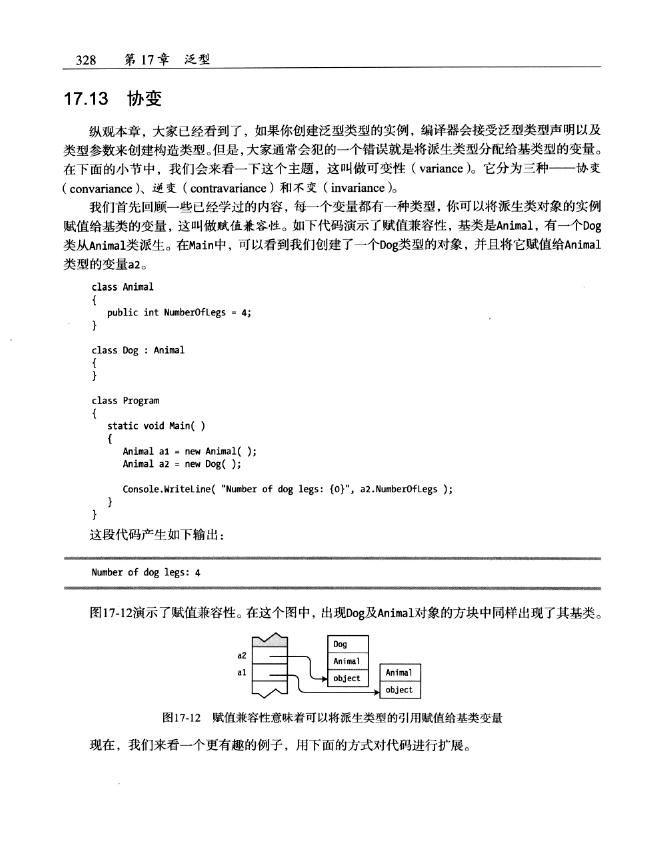 328 第17章 泛型
17.13 协变
纵观本章，大家已经看到了，如果你创建泛型类型的实例，编译器会接受泛型类型声明以及
类型参数来创建构造类型。但是，大家通常会犯的一个错误就是将派生类型分配给基类型的变量。
在下面的小节中，我们会来看一下这个主题，这叫做可变性（variance）。它分为三种——协变
（convariance）、逆变（contravariance）和不变（invariance）。
我们首先回顾一些已经学过的内容，每一个变量都有一种类型，你可以将派生类对象的实例
赋值给基类的变量，这叫做赋值兼容性。如下代码演示了赋值兼容性，基类是Animal，有一个Dog
类从Animal类派生。在Main中，可以看到我们创建了一个Dog类型的对象，并且将它赋值给Animal
类型的变量a2。
class Animal
{
public int NumberOfLegs = 4;
}
class Dog : Animal
{
}
class Program
{
static void Main( )
{
Animal a1 = new Animal( );
Animal a2 = new Dog( );
Console.WriteLine( "Number of dog legs: {0}", a2.NumberOfLegs );
}
}
这段代码产生如下输出：
Number of dog legs: 4
图17-12演示了赋值兼容性。在这个图中，出现Dog及Animal对象的方块中同样出现了其基类。
Dog
a2
Animal
a1
object
Animal
object
图17-12 赋值兼容性意味着可以将派生类型的引用赋值给基类变量
现在，我们来看一个更有趣的例子，用下面的方式对代码进行扩展。